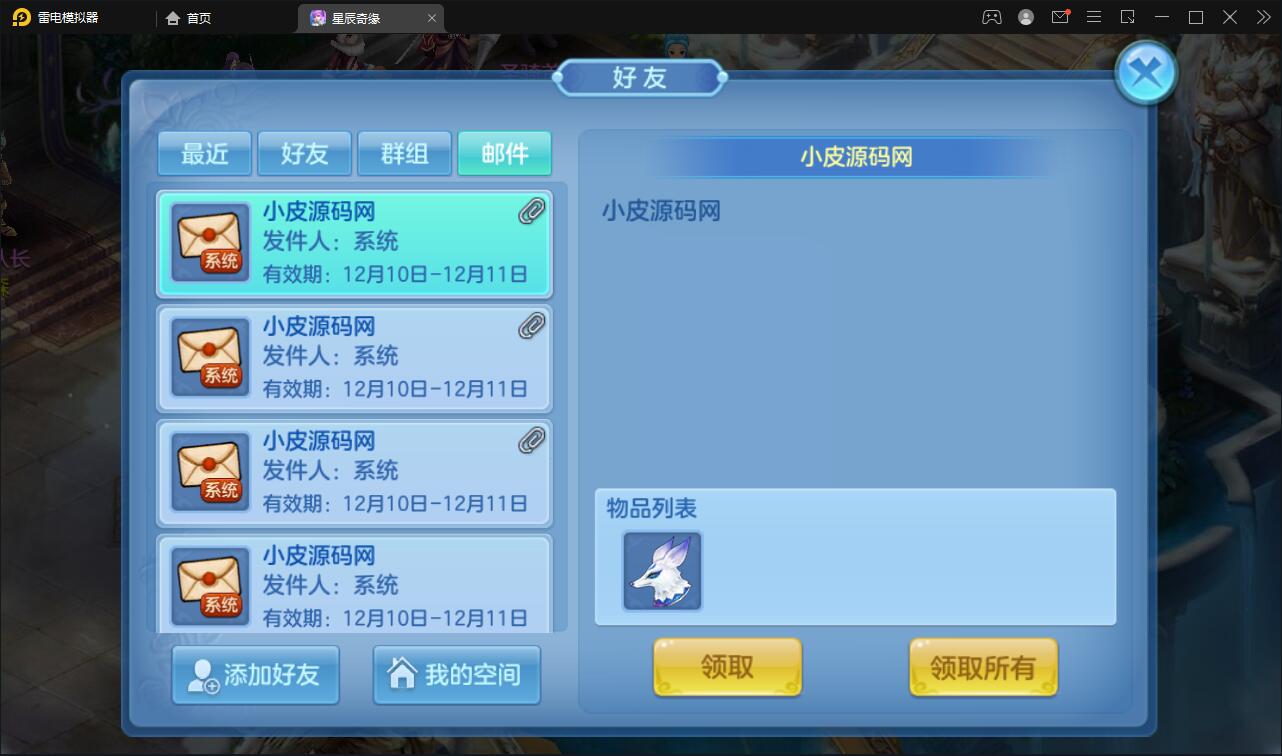 雷电模拟器
首页
星辰奇缘
好友
最近
好友
群组
邮件
小皮源码网
发件人：系统
有效期：12月10日-12月11日
系统
小皮源码网
发件人：系统
有效期：12月10日-12月11日
系统
小皮源码网
发件人：系统
有效期：12月10日-12月11日
系统
小皮源码网
发件人：系统
有效期：12月10日-12月11日
系统
添加好友
我的空间
小皮源码网
小皮源码网
物品列表
领取
领取所有